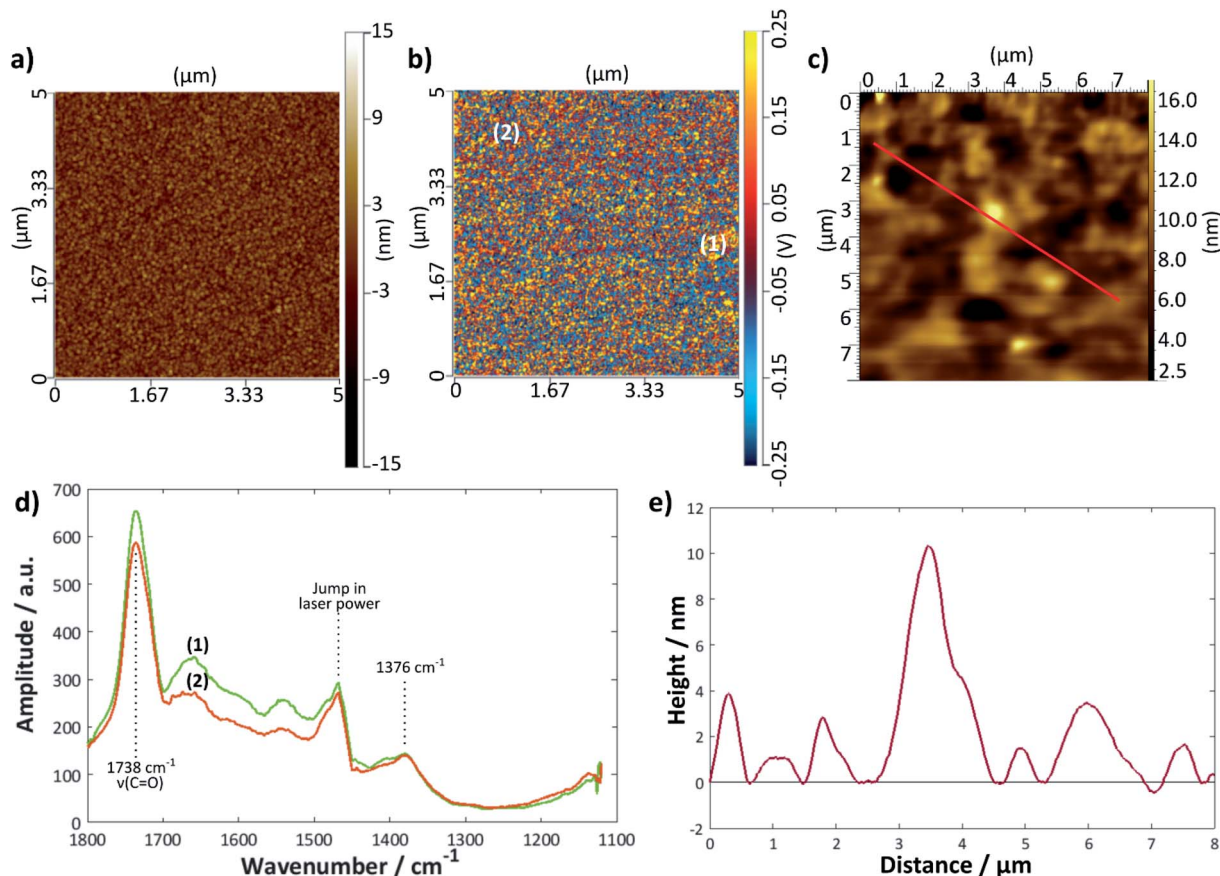 a)
(µm)
5
3.33
1.67
0
(µm)
0
1.67
3.33
5
15
9
3
-3
-9
-15
(nm)
b)
(µm)
5
3.33
1.67
0
(µm)
(2)
(1)
0
1.67
3.33
5
0.25
0.15
0.05
-0.05
-0.15
-0.25
(V)
c)
(µm)
0 1 2 3 4 5 6 7
0
1
2
3
4
5
6
7
(µm)
16.0
14.0
12.0
10.0
8.0
6.0
4.0
2.5
(nm)
d)
700
600
500
400
300
200
100
0
Amplitude / a.u.
Jump in
laser power
(1)
(2)
1376 cm⁻¹
1738 cm⁻¹
ν(C=O)
1800 1700 1600 1500 1400 1300 1200 1100
Wavenumber / cm⁻¹
e)
12
10
8
6
4
2
0
-2
Height / nm
0 1 2 3 4 5 6 7 8
Distance / µm